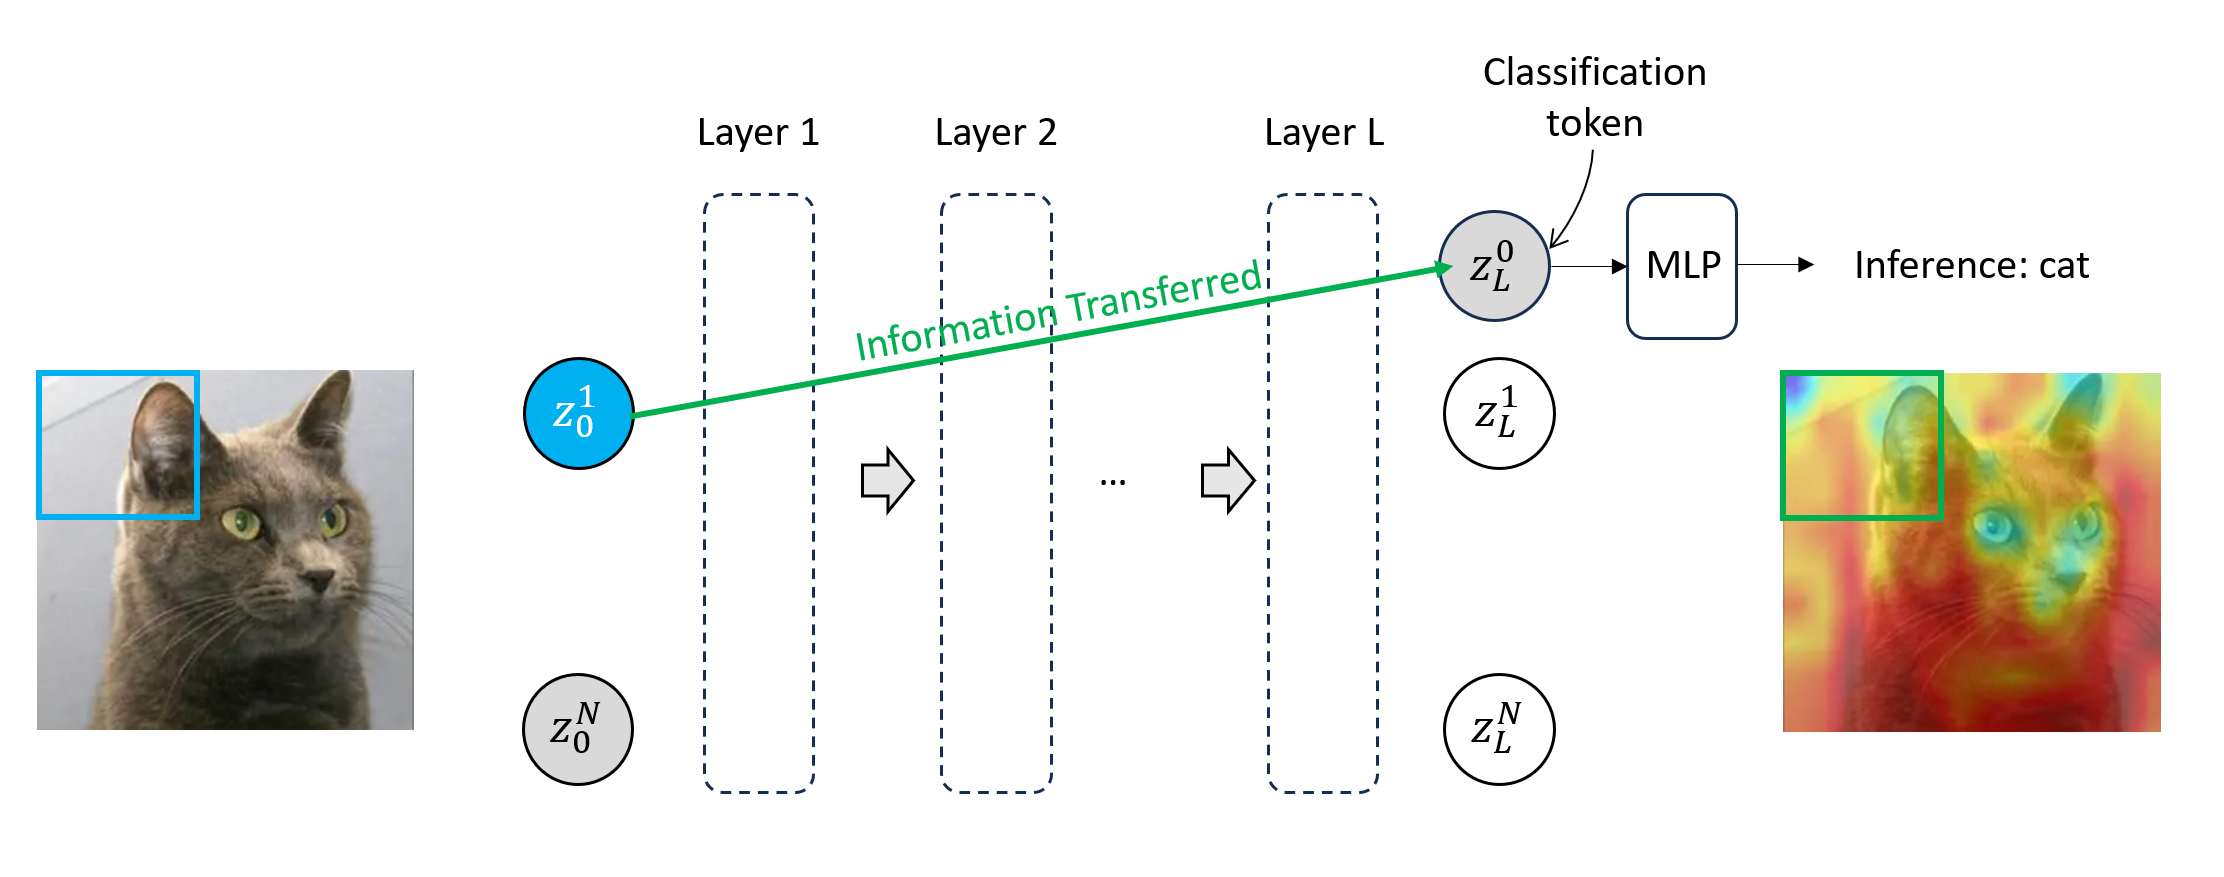 Classification
token
Layer 1
Layer 2
Layer L
Information Transferred
z_0^1
z_0^N
...
z_L^0
z_L^1
z_L^N
MLP
Inference: cat